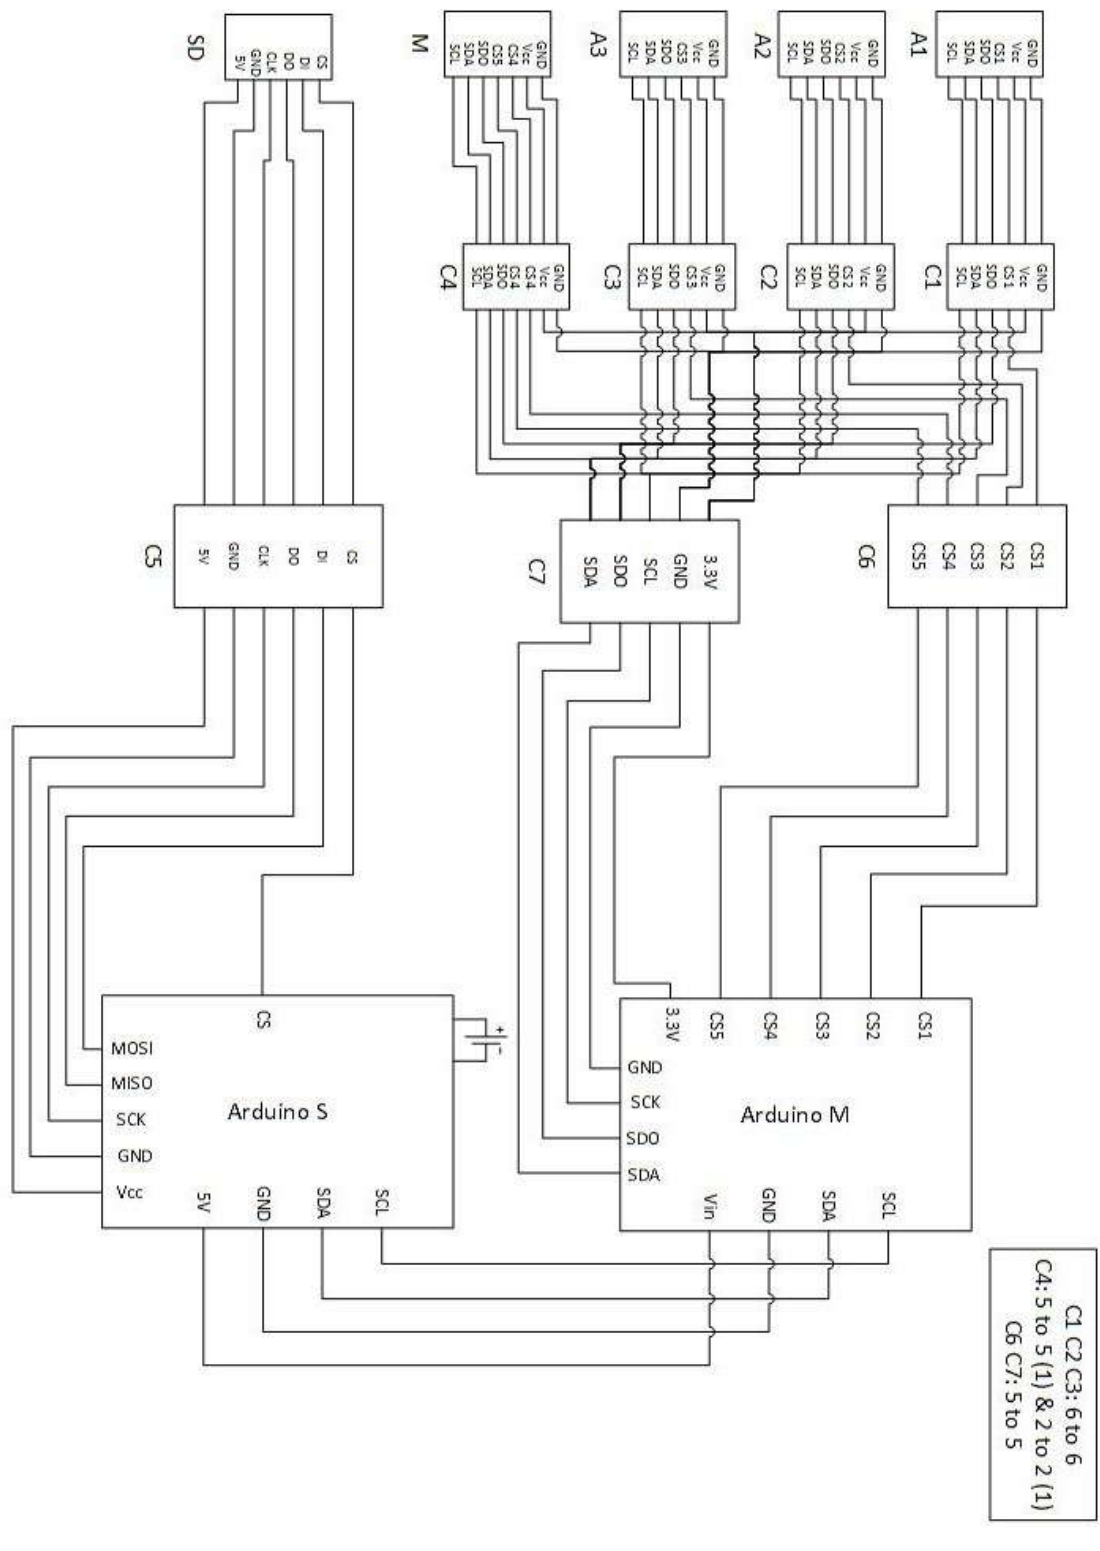 SD
5V
GND
CLK
DO
DI
CS
M
SCL
SDA
SDO
CS5
CS4
Vcc
GND
A3
SCL
SDA
SDO
CS3
Vcc
GND
A2
SCL
SDA
SDO
CS2
Vcc
GND
A1
SCL
SDA
SDO
CS1
Vcc
GND
C4
SCL
SDA
SDO
CS4
CS4
Vcc
GND
C3
SCL
SDA
SDO
CS3
Vcc
GND
C2
SCL
SDA
SDO
CS2
Vcc
GND
C1
SCL
SDA
SDO
CS1
Vcc
GND
C5
5V
GND
CLK
DO
DI
CS
C7
SDA
SDO
SCL
GND
3.3V
C6
CS5
CS4
CS3
CS2
CS1
CS
MOSI
MISO
SCK
GND
Vcc
Arduino S
5V
GND
SDA
SCL
+
-
3.3V
CS5
CS4
CS3
CS2
CS1
GND
SCK
SDO
SDA
Arduino M
Vin
GND
SDA
SCL
C1 C2 C3: 6 to 6
C4: 5 to 5 (1) & 2 to 2 (1)
C6 C7: 5 to 5